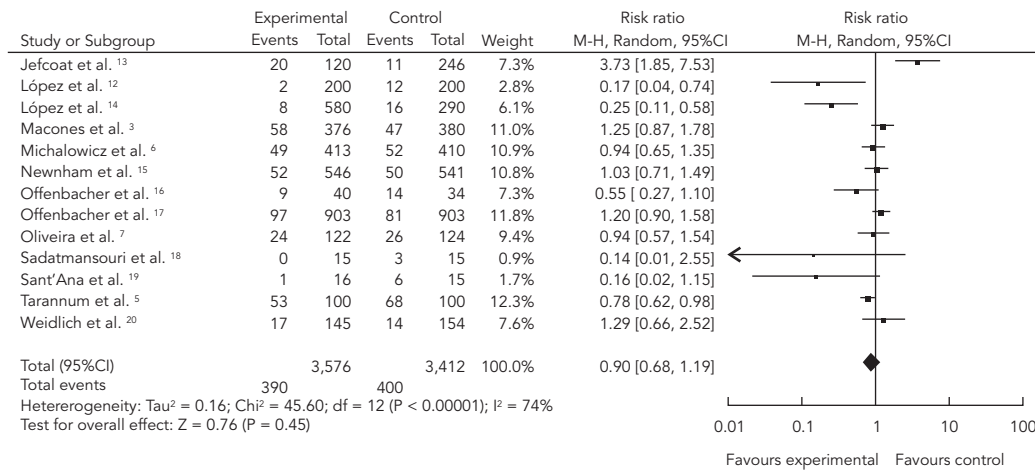 Experimental Control Risk ratio Risk ratio
Study or Subgroup Events Total Events Total Weight M-H, Random, 95%CI M-H, Random, 95%CI
Jefcoat et al. ¹³ 20 120 11 246 7.3% 3.73 [1.85, 7.53]
López et al. ¹² 2 200 12 200 2.8% 0.17 [0.04, 0.74]
López et al. ¹⁴ 8 580 16 290 6.1% 0.25 [0.11, 0.58]
Macones et al. ³ 58 376 47 380 11.0% 1.25 [0.87, 1.78]
Michalowicz et al. ⁶ 49 413 52 410 10.9% 0.94 [0.65, 1.35]
Newnham et al. ¹⁵ 52 546 50 541 10.8% 1.03 [0.71, 1.49]
Offenbacher et al. ¹⁶ 9 40 14 34 7.3% 0.55 [ 0.27, 1.10]
Offenbacher et al. ¹⁷ 97 903 81 903 11.8% 1.20 [0.90, 1.58]
Oliveira et al. ⁷ 24 122 26 124 9.4% 0.94 [0.57, 1.54]
Sadatmansouri et al. ¹⁸ 0 15 3 15 0.9% 0.14 [0.01, 2.55]
Sant'Ana et al. ¹⁹ 1 16 6 15 1.7% 0.16 [0.02, 1.15]
Tarannum et al. ⁵ 53 100 68 100 12.3% 0.78 [0.62, 0.98]
Weidlich et al. ²⁰ 17 145 14 154 7.6% 1.29 [0.66, 2.52]
Total (95%CI) 3,576 3,412 100.0% 0.90 [0.68, 1.19]
Total events 390 400
Hetererogeneity: Tau² = 0.16; Chi² = 45.60; df = 12 (P < 0.00001); I² = 74%
Test for overall effect: Z = 0.76 (P = 0.45)
0.01 0.1 1 10 100
Favours experimental Favours control